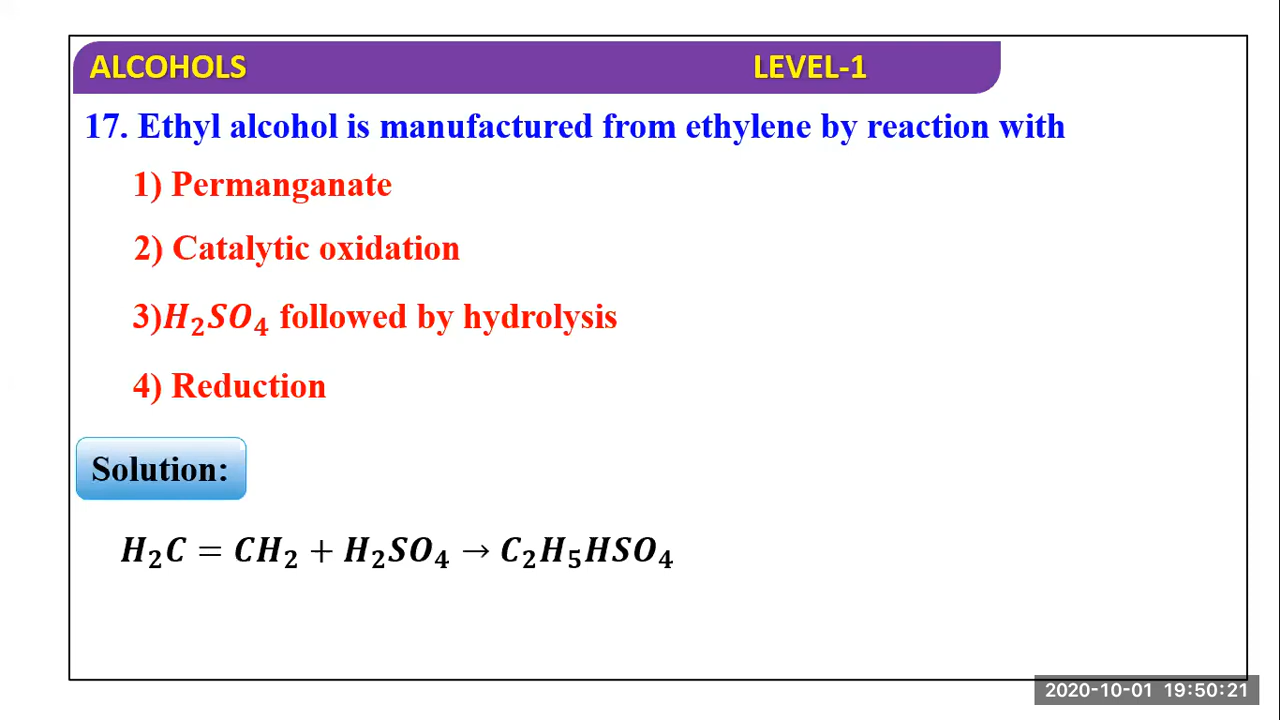 ALCOHOLS LEVEL-1
17. Ethyl alcohol is manufactured from ethylene by reaction with
1) Permanganate
2) Catalytic oxidation
3)H₂SO₄ followed by hydrolysis
4) Reduction
Solution:
H₂C = CH₂ + H₂SO₄ → C₂H₅HSO₄
2020-10-01 19:50:21